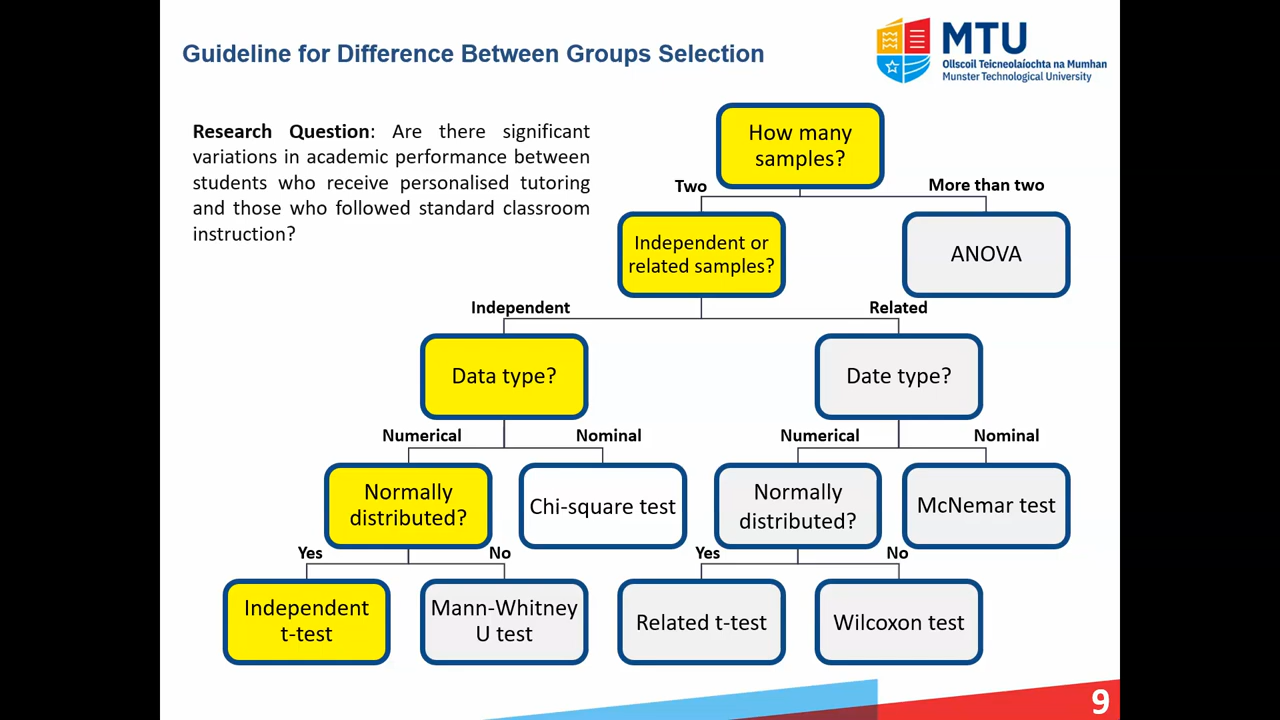 Guideline for Difference Between Groups Selection
MTU
Ollscoil Teicneolaíochta na Mumhan
Munster Technological University
Research Question: Are there significant
variations in academic performance between
students who receive personalised tutoring
and those who followed standard classroom
instruction?
How many
samples?
Two
More than two
Independent or
related samples?
ANOVA
Independent
Related
Data type?
Date type?
Numerical
Nominal
Numerical
Nominal
Normally
distributed?
Chi-square test
Normally
distributed?
McNemar test
Yes
No
Yes
No
Independent
t-test
Mann-Whitney
U test
Related t-test
Wilcoxon test
9